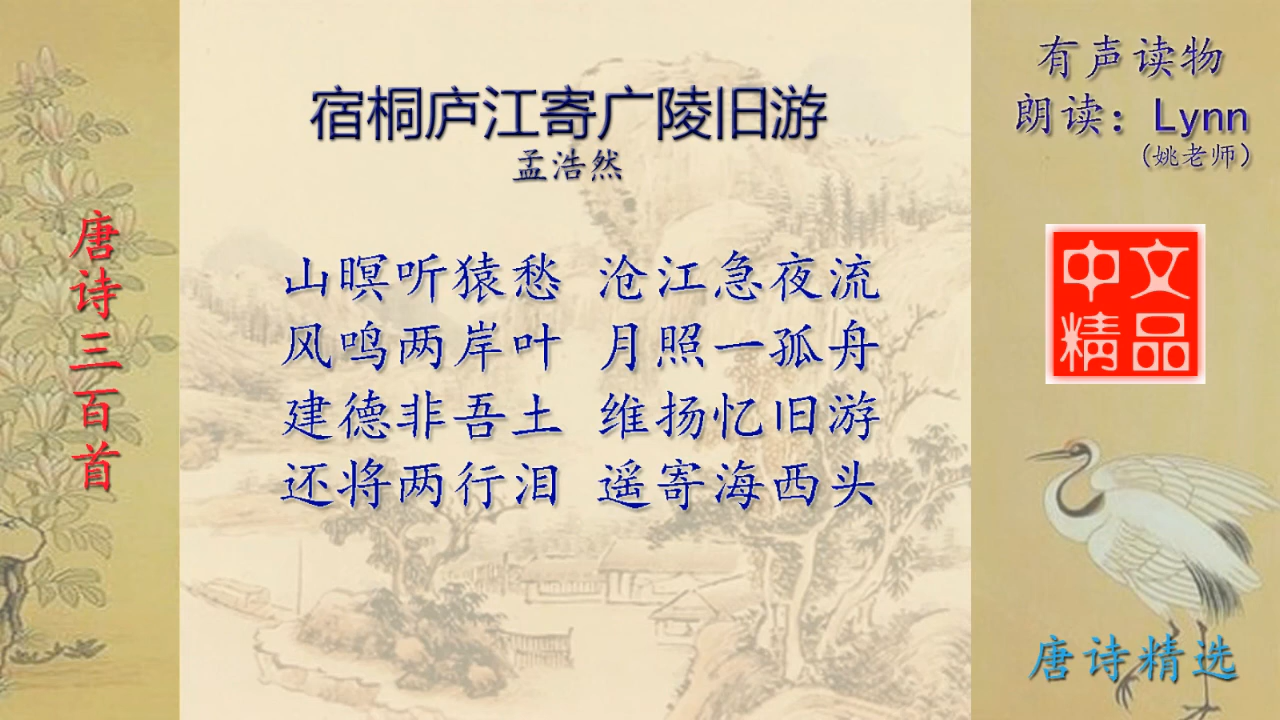 宿桐庐江寄广陵旧游
孟浩然
山暝听猿愁 沧江急夜流
风鸣两岸叶 月照一孤舟
建德非吾土 维扬忆旧游
还将两行泪 遥寄海西头
唐诗三百首
有声读物
朗读：Lynn
（姚老师）
中文
精品
唐诗精选